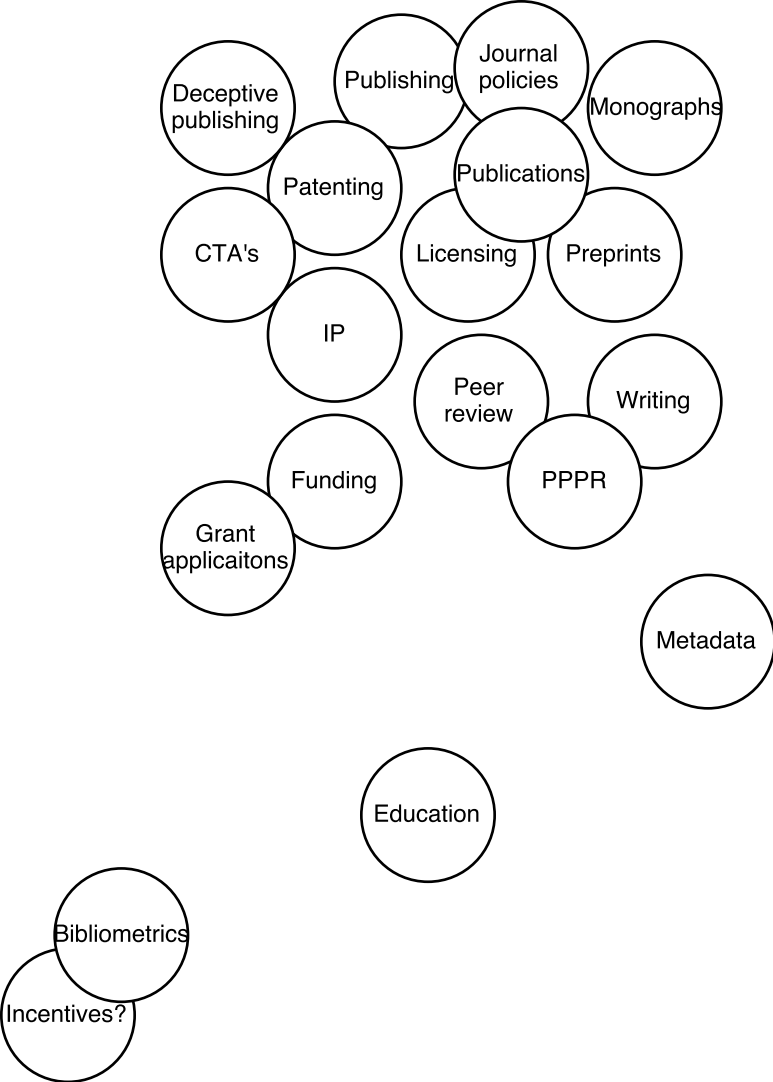 Journal
policies
Publishing
Deceptive
publishing
Monographs
Publications
Patenting
CTA's
Licensing
Preprints
IP
Peer
review
Writing
Funding
PPPR
Grant
applicaitons
Metadata
Education
Bibliometrics
Incentives?